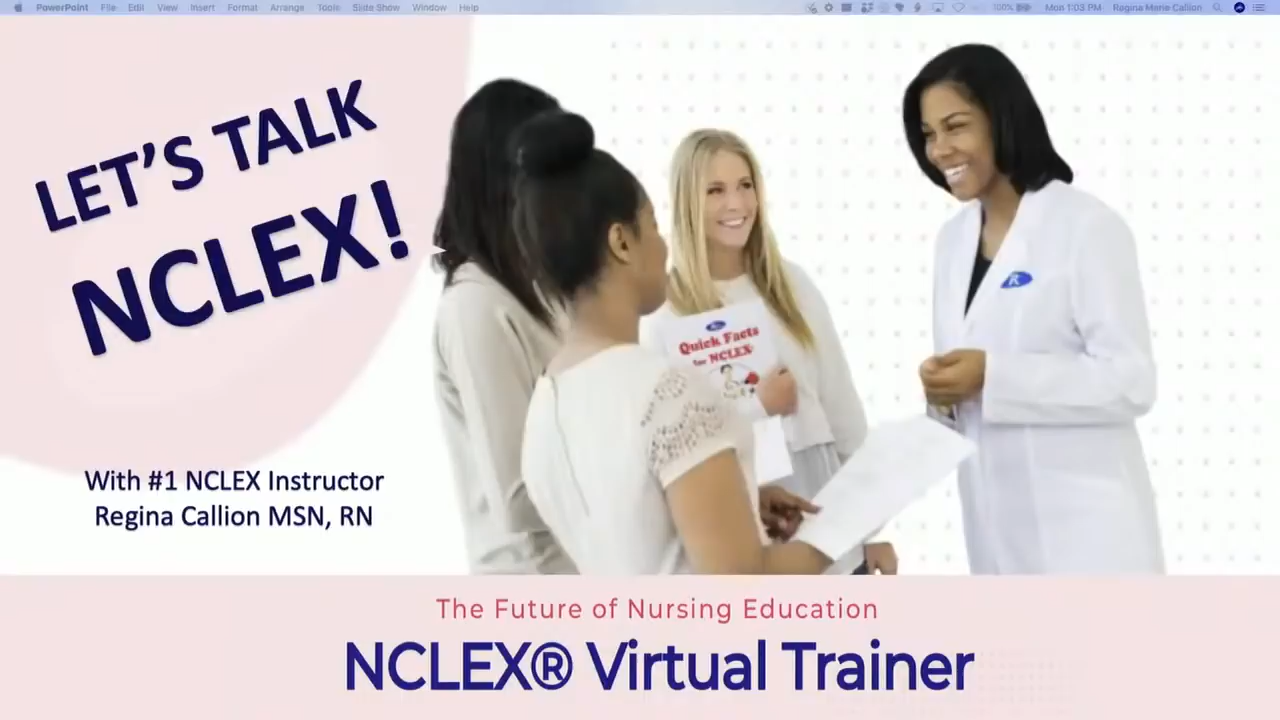 PowerPoint File Edit View Insert Format Arrange Tools Slide Show Window Help 100% Mon 1:03 PM Regina Marie Callion
LET'S TALK
NCLEX!
R
Quick Facts
for NCLEX
With #1 NCLEX Instructor
Regina Callion MSN, RN
The Future of Nursing Education
NCLEX® Virtual Trainer